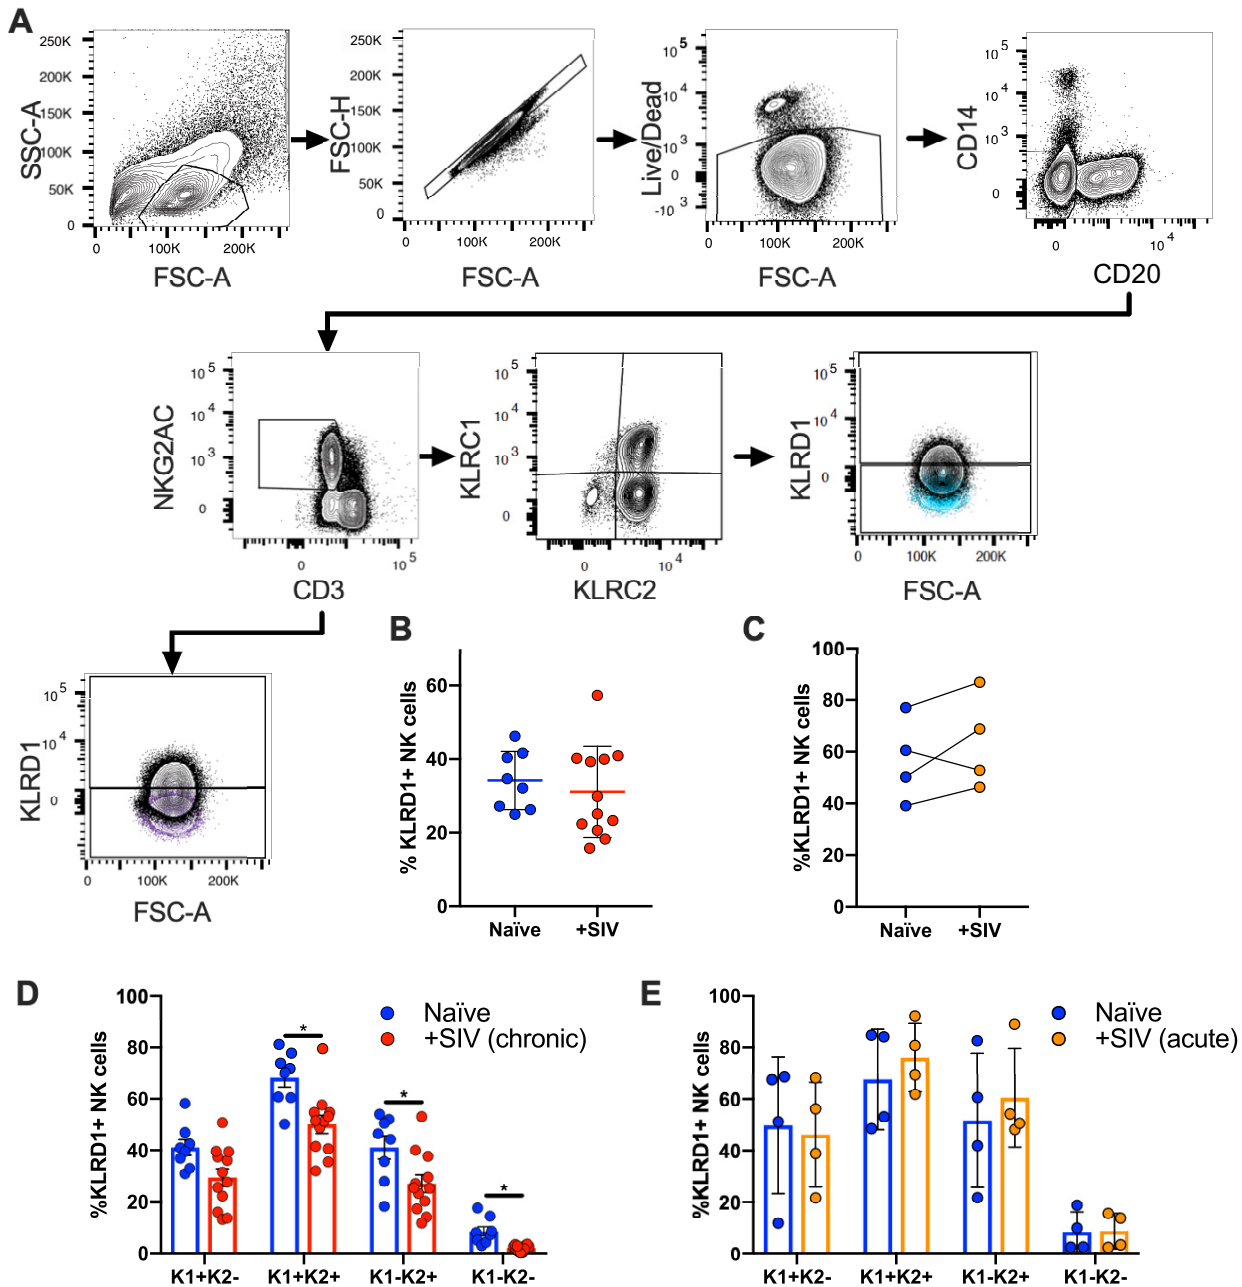 A
SSC-A
250K
200K
150K
100K
50K
0
0 100K 200K
FSC-A
FSC-H
250K
200K
150K
100K
50K
0
0 100K 200K
FSC-A
Live/Dead
10 5
10 4
10 3
0
-10 3
0 100K 200K
FSC-A
CD14
10 5
10 4
10 3
0
0 10 4
CD20
NKG2AC
10 5
10 4
10 3
0
0 10 5
CD3
KLRC1
10 5
10 4
10 3
0
0 10 4
KLRC2
KLRD1
10 5
10 4
0
0 100K 200K
FSC-A
KLRD1
10 5
10 4
0
0 100K 200K
FSC-A
B
% KLRD1+ NK cells
60
40
20
0
Naïve +SIV
C
%KLRD1+ NK cells
100
80
60
40
20
0
Naïve +SIV
D
%KLRD1+ NK cells
100
80
60
40
20
0
Naïve
+SIV (chronic)
*
*
*
K1+K2- K1+K2+ K1-K2+ K1-K2-
E
%KLRD1+ NK cells
100
80
60
40
20
0
Naïve
+SIV (acute)
K1+K2- K1+K2+ K1-K2+ K1-K2-